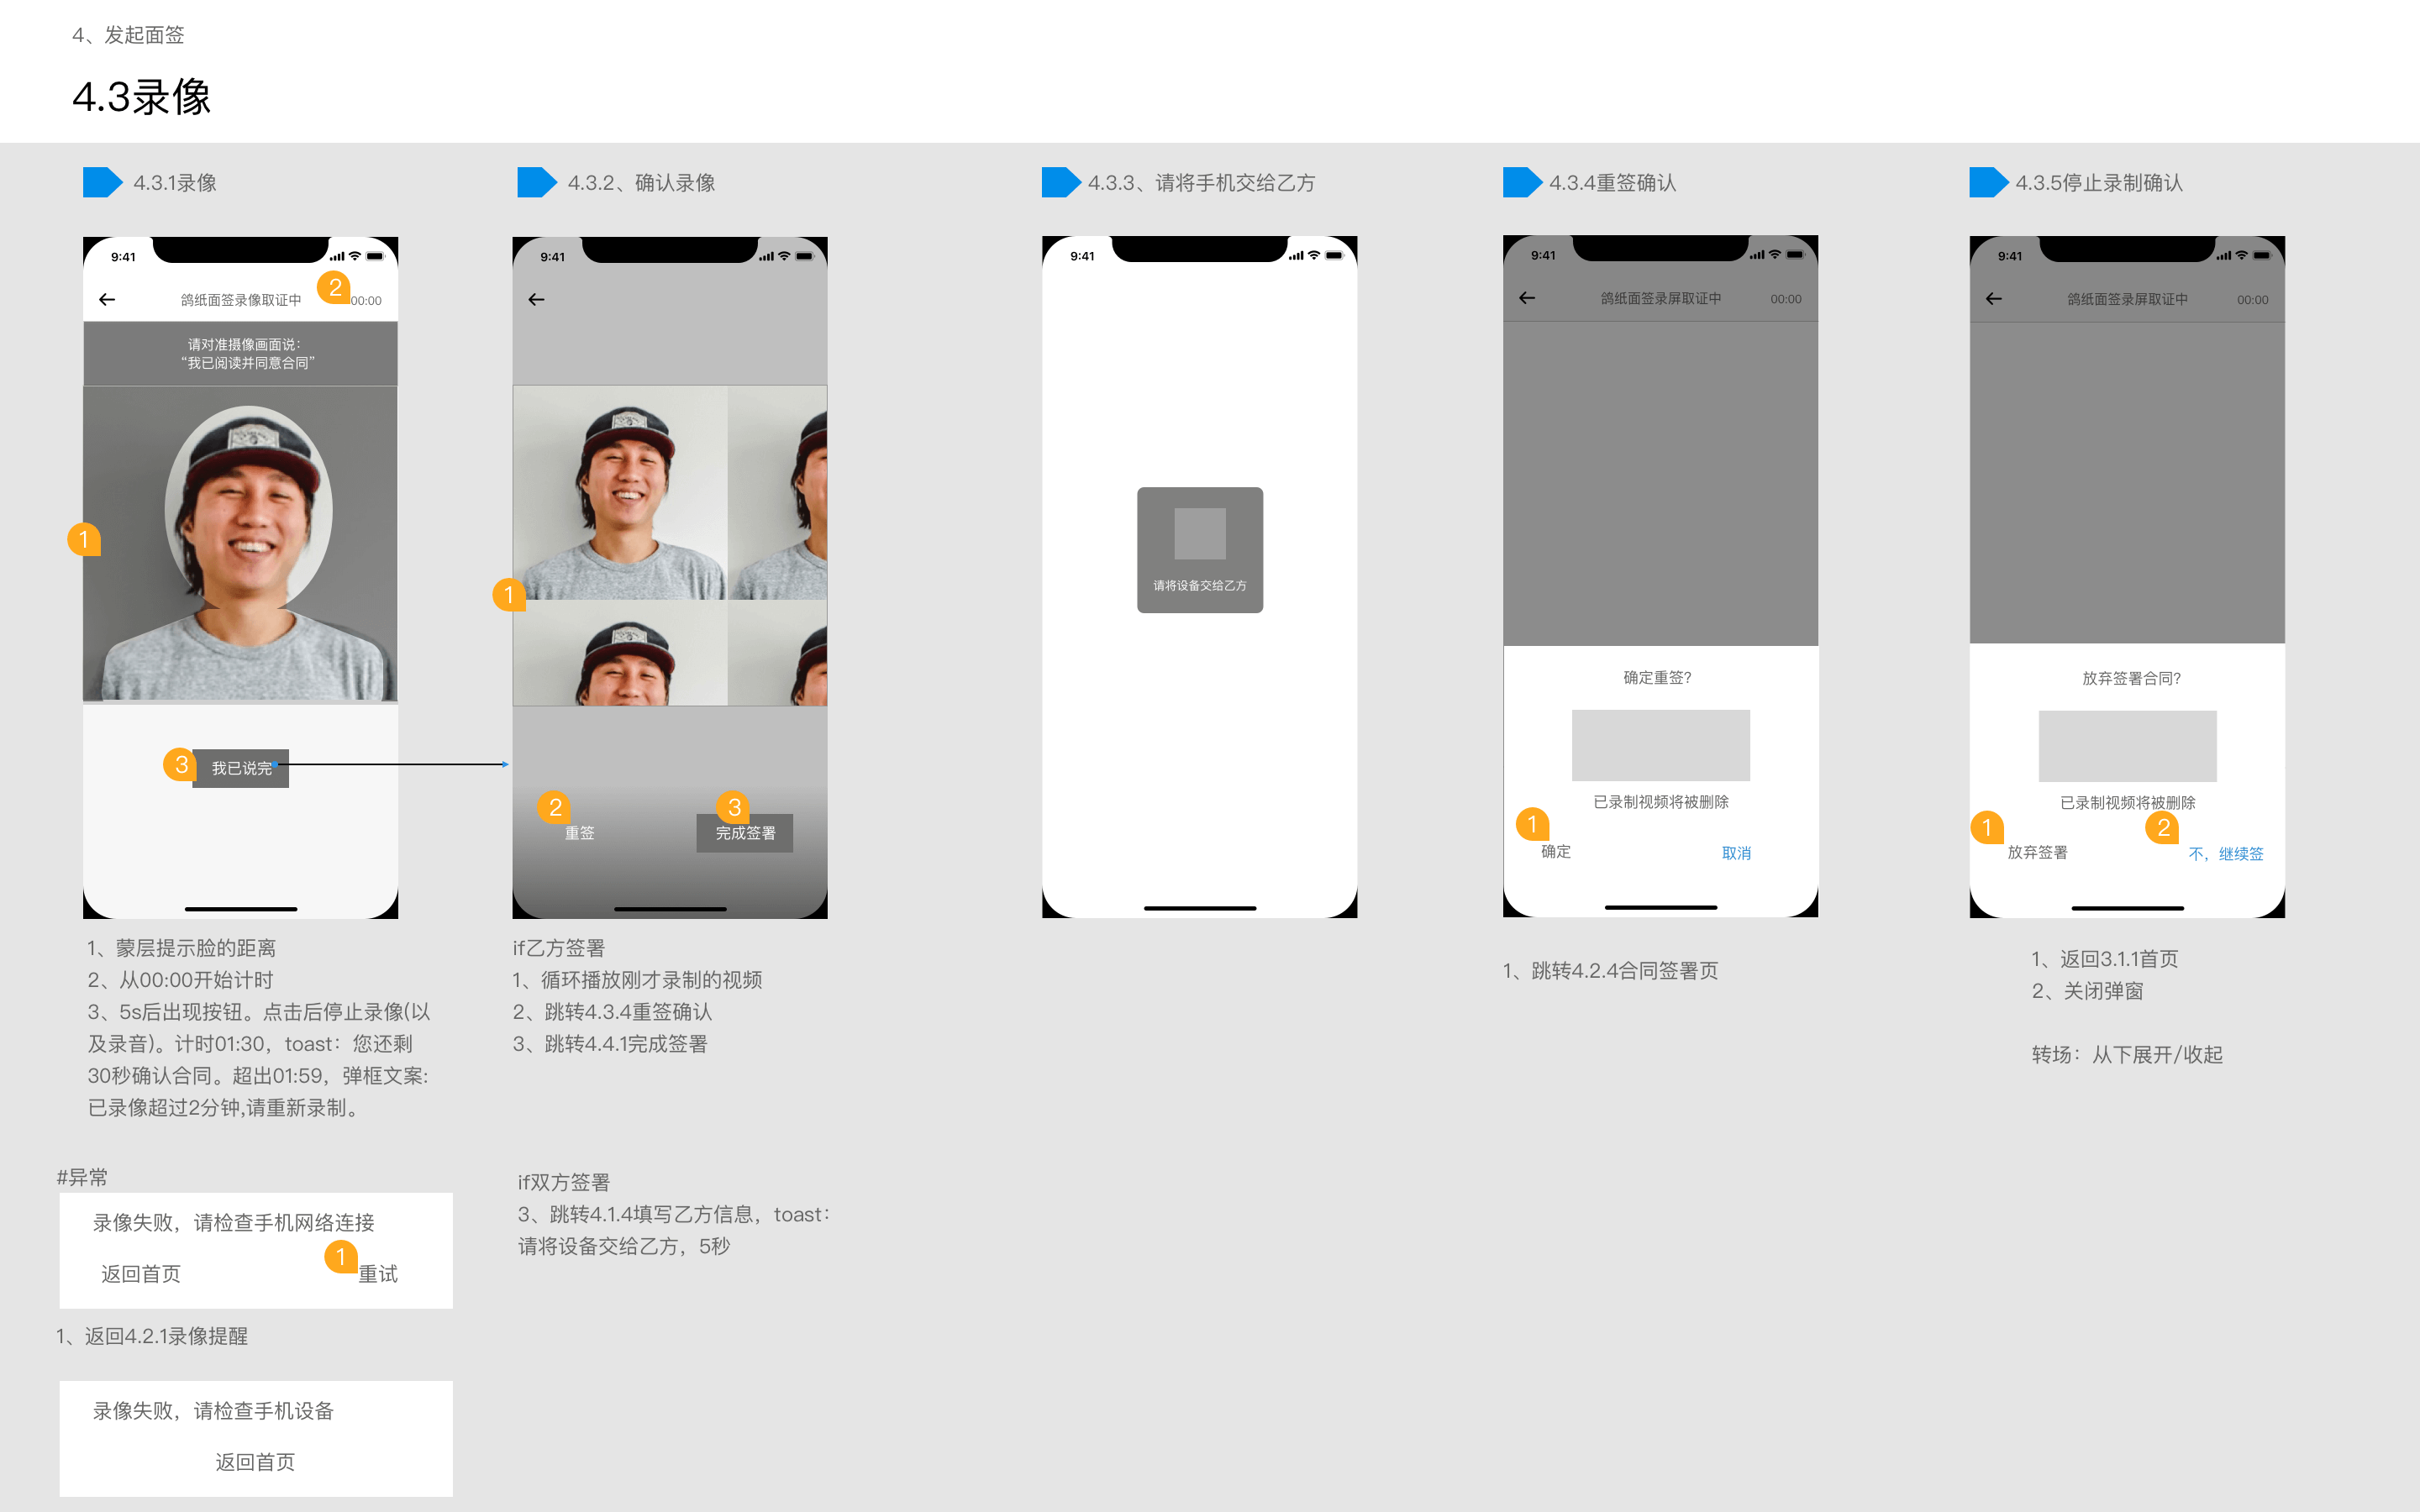 4、发起面签
4.3录像
4.3.1录像
9:41
鸽纸面签录像取证中
2
00:00
请对准摄像画面说：
“我已阅读并同意合同”
1
3
我已说完
1、蒙层提示脸的距离
2、从00:00开始计时
3、5s后出现按钮。点击后停止录像(以
及录音)。计时01:30，toast：您还剩
30秒确认合同。超出01:59，弹框文案:
已录像超过2分钟,请重新录制。
#异常
录像失败，请检查手机网络连接
返回首页
1
重试
1、返回4.2.1录像提醒
录像失败，请检查手机设备
返回首页
4.3.2、确认录像
9:41
1
2
重签
3
完成签署
if乙方签署
1、循环播放刚才录制的视频
2、跳转4.3.4重签确认
3、跳转4.4.1完成签署
if双方签署
3、跳转4.1.4填写乙方信息，toast：
请将设备交给乙方，5秒
4.3.3、请将手机交给乙方
9:41
请将设备交给乙方
4.3.4重签确认
9:41
鸽纸面签录屏取证中
00:00
确定重签?
已录制视频将被删除
1
确定
取消
1、跳转4.2.4合同签署页
4.3.5停止录制确认
9:41
鸽纸面签录屏取证中
00:00
放弃签署合同?
已录制视频将被删除
1
放弃签署
2
不，继续签
1、返回3.1.1首页
2、关闭弹窗
转场：从下展开/收起